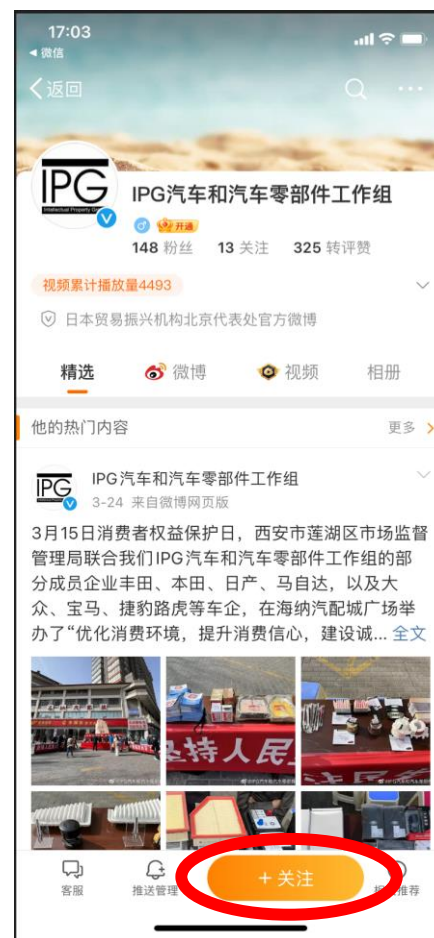 17:03
微信
返回
IPG
Intellectual Property Group
IPG汽车和汽车零部件工作组
开通
148 粉丝 13 关注 325 转评赞
视频累计播放量4493
日本贸易振兴机构北京代表处官方微博
精选 微博 视频 相册
他的热门内容 更多
IPG
IPG汽车和汽车零部件工作组
3-24 来自微博网页版
3月15日消费者权益保护日，西安市莲湖区市场监督
管理局联合我们IPG汽车和汽车零部件工作组的部
分成员企业丰田、本田、日产、马自达，以及大
众、宝马、捷豹路虎等车企，在海纳汽配城广场举
办了“优化消费环境，提升消费信心，建设诚... 全文
坚持人民
客服 推送管理 +关注 推荐